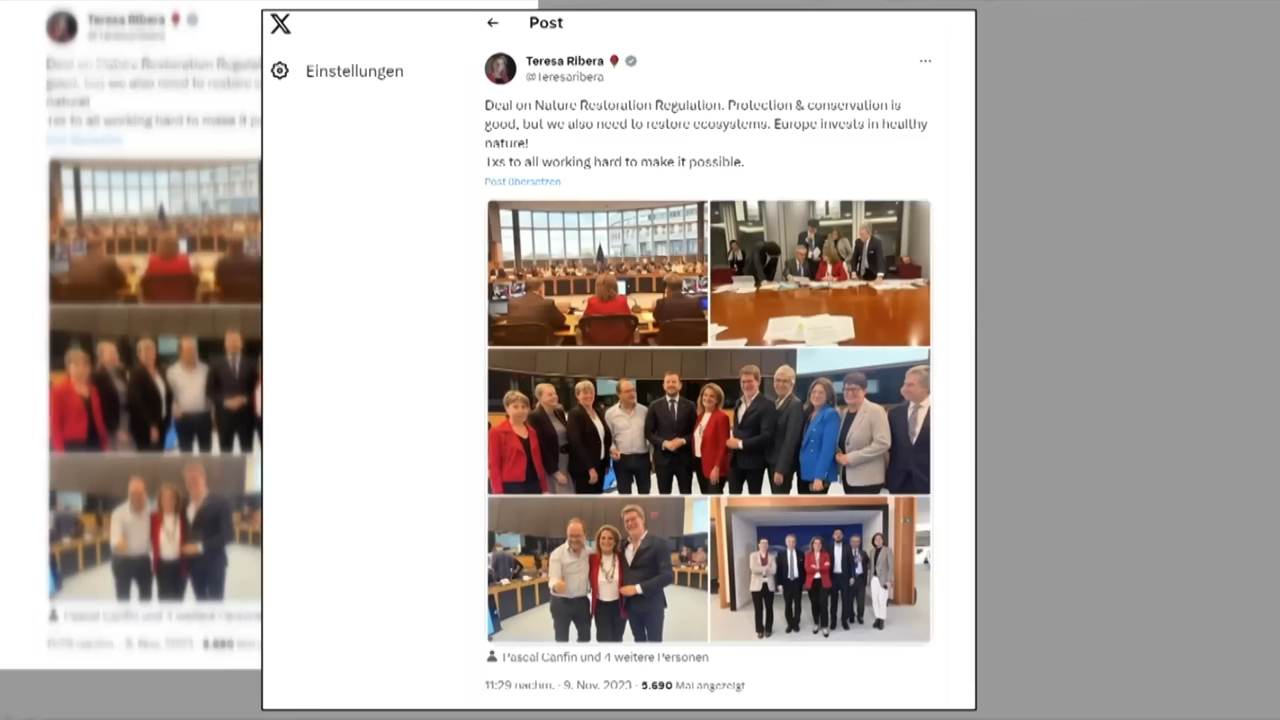 Post
Einstellungen
Teresa Ribera
@Teresaribera
Deal on Nature Restoration Regulation. Protection & conservation is
good, but we also need to restore ecosystems. Europe invests in healthy
nature!
Txs to all working hard to make it possible.
Post übersetzen
Pascal Canfin und 4 weitere Personen
11:29 nachm. · 9. Nov. 2023 · 5.690 Mal angezeigt